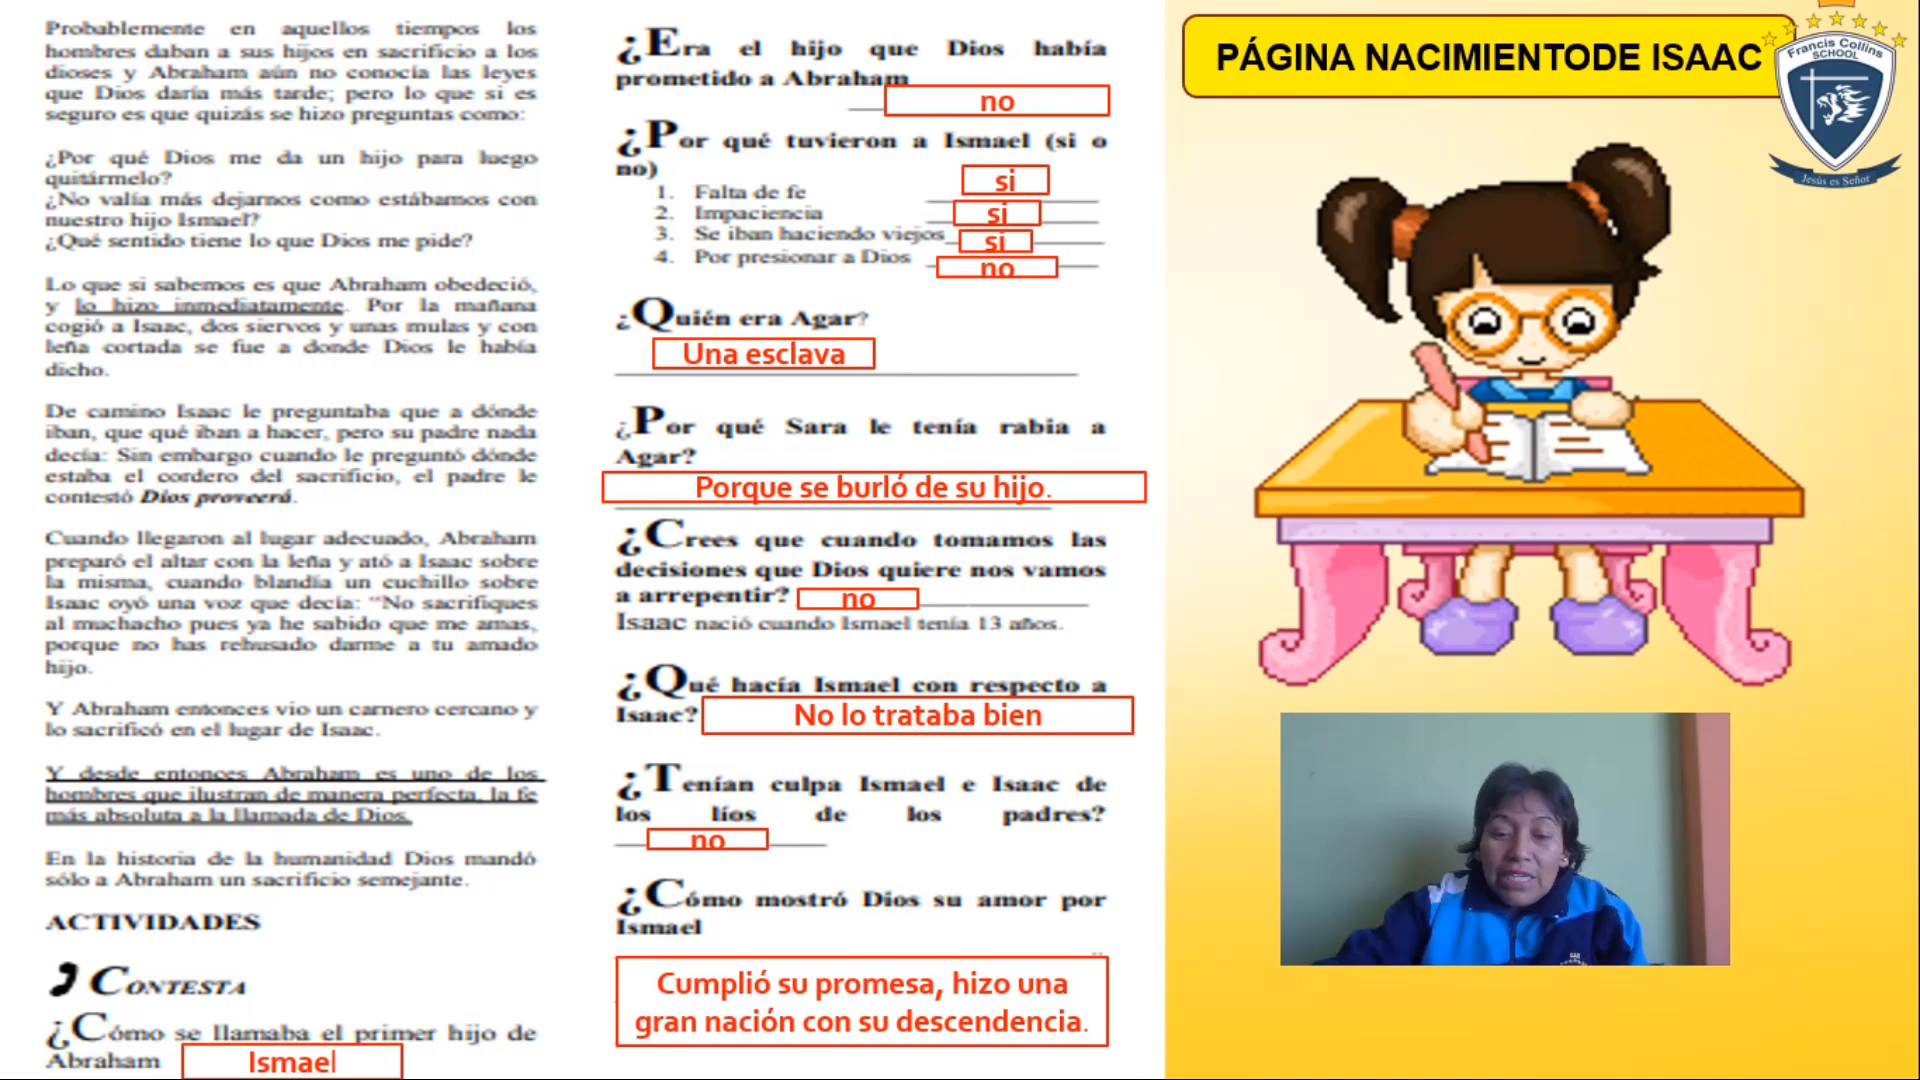 Probablemente en aquellos tiempos los
hombres daban a sus hijos en sacrificio a los
dioses y Abraham aún no conocía las leyes
que Dios daría más tarde; pero lo que si es
seguro es que quizás se hizo preguntas como:
¿Por qué Dios me da un hijo para luego
quitármelo?
¿No valía más dejarnos como estábamos con
nuestro hijo Ismael?
¿Qué sentido tiene lo que Dios me pide?
Lo que si sabemos es que Abraham obedeció,
y lo hizo inmediatamente. Por la mañana
cogió a Isaac, dos siervos y unas mulas y con
leña cortada se fue a donde Dios le había
dicho.
De camino Isaac le preguntaba que a dónde
iban, que qué iban a hacer, pero su padre nada
decía: Sin embargo cuando le preguntó dónde
estaba el cordero del sacrificio, el padre le
contestó Dios proveerá.
Cuando llegaron al lugar adecuado, Abraham
preparó el altar con la leña y ató a Isaac sobre
la misma, cuando blandía un cuchillo sobre
Isaac oyó una voz que decía: “No sacrifiques
al muchacho pues ya he sabido que me amas,
porque no has rehusado darme a tu amado
hijo.
Y Abraham entonces vio un carnero cercano y
lo sacrificó en el lugar de Isaac.
Y desde entonces Abraham es uno de los
hombres que ilustran de manera perfecta, la fe
más absoluta a la llamada de Dios.
En la historia de la humanidad Dios mandó
sólo a Abraham un sacrificio semejante.
ACTIVIDADES
CONTESTA
¿Cómo se llamaba el primer hijo de
Abraham Ismael
¿Era el hijo que Dios había
prometido a Abraham
no
¿Por qué tuvieron a Ismael (si o
no)
1. Falta de fe si
2. Impaciencia si
3. Se iban haciendo viejos si
4. Por presionar a Dios no
¿Quién era Agar?
Una esclava
¿Por qué Sara le tenía rabia a
Agar?
Porque se burló de su hijo.
¿Crees que cuando tomamos las
decisiones que Dios quiere nos vamos
a arrepentir? no
Isaac nació cuando Ismael tenía 13 años.
¿Qué hacía Ismael con respecto a
Isaac? No lo trataba bien
¿Tenían culpa Ismael e Isaac de
los líos de los padres?
no
¿Cómo mostró Dios su amor por
Ismael
Cumplió su promesa, hizo una
gran nación con su descendencia.
PÁGINA NACIMIENTODE ISAAC
Francis Collins
SCHOOL
Jesús es Señor